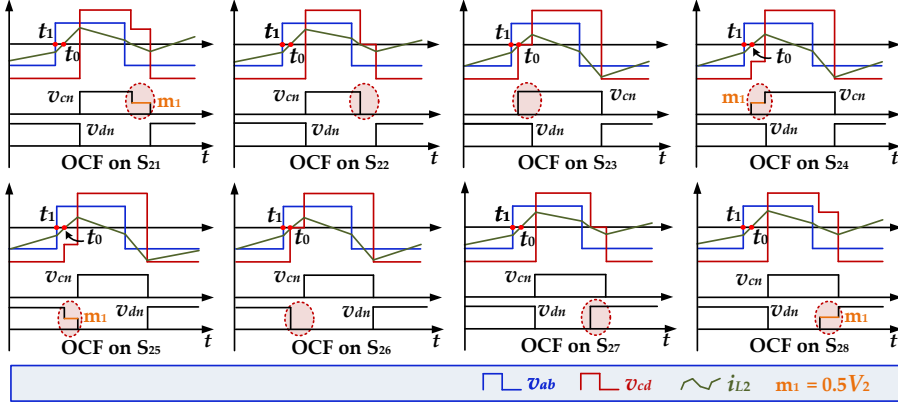 t1 t1 t1 t1
t0 t0 t0 t0
vcn m1 vcn vcn m1 vcn
vdn vdn vdn vdn
t t
OCF on S21 OCF on S22 OCF on S23 OCF on S24
t1 t1 t1 t1
t0 t0 t0 t0
vcn vcn vcn vcn
m1 vdn vdn vdn vdn m1
t t
OCF on S25 OCF on S26 OCF on S27 OCF on S28
vab vcd iL2 m1 = 0.5V2